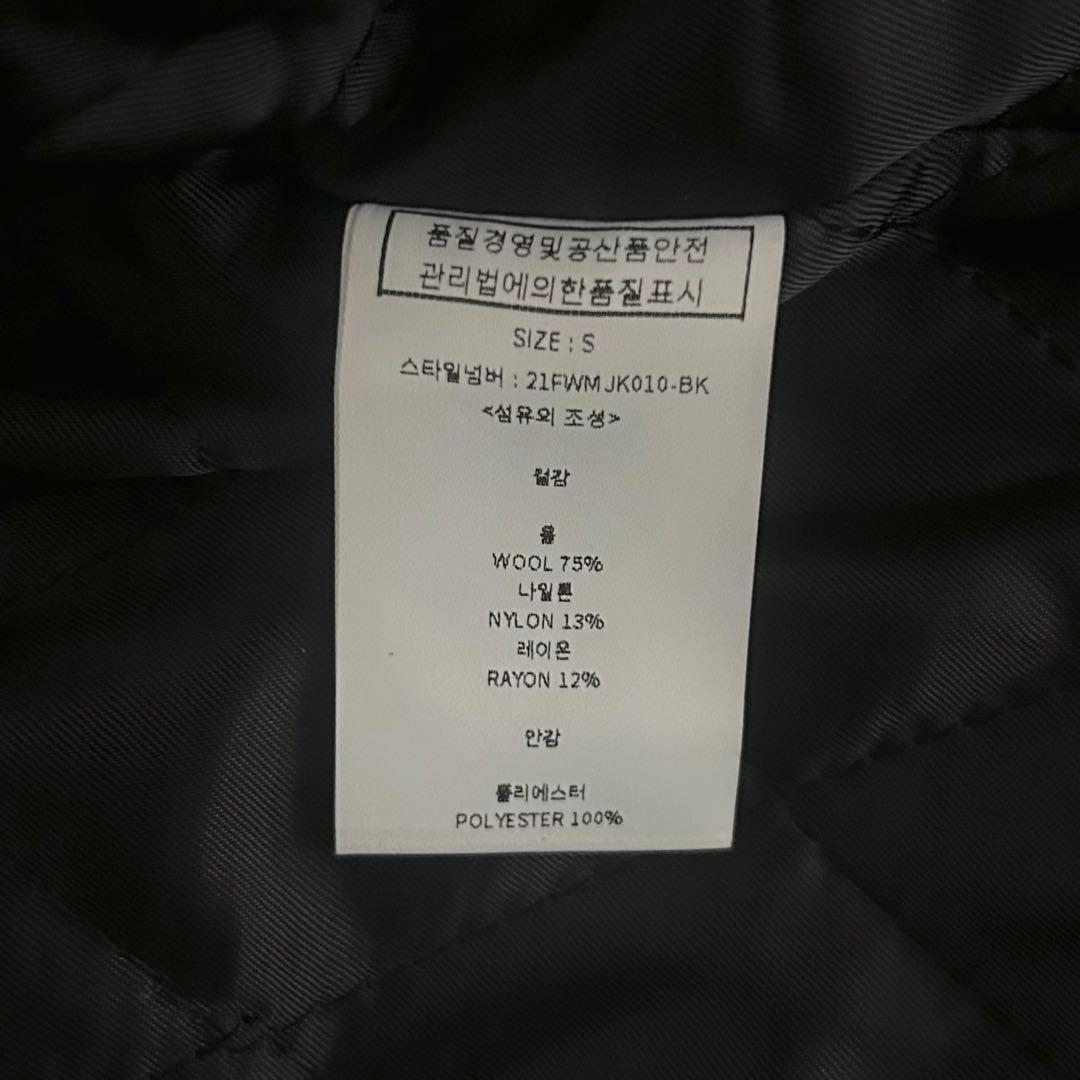 품질경영및공산품안전
관리법에의한품질표시
SIZE : S
스타일넘버 : 21FWMJK010-BK
<섬유의 조성>
겉감
울
WOOL 75%
나일론
NYLON 13%
레이온
RAYON 12%
안감
폴리에스터
POLYESTER 100%